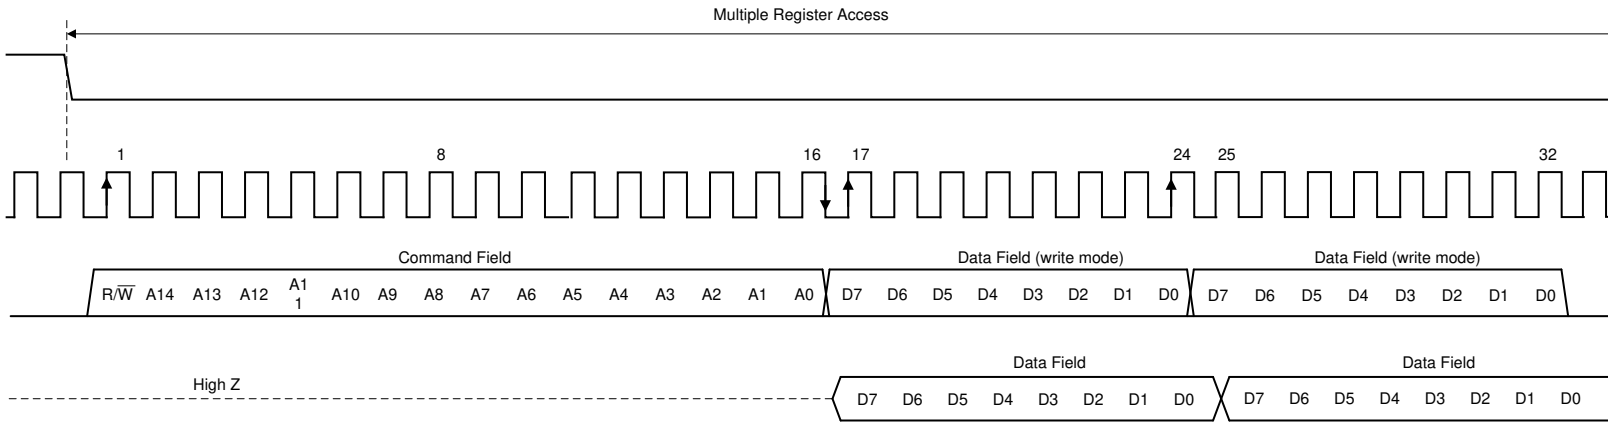 Multiple Register Access
1 8 16 17 24 25 32
Command Field Data Field (write mode) Data Field (write mode)
R/W̅ A14 A13 A12 A1
1 A10 A9 A8 A7 A6 A5 A4 A3 A2 A1 A0 D7 D6 D5 D4 D3 D2 D1 D0 D7 D6 D5 D4 D3 D2 D1 D0
Data Field Data Field
High Z
D7 D6 D5 D4 D3 D2 D1 D0 D7 D6 D5 D4 D3 D2 D1 D0